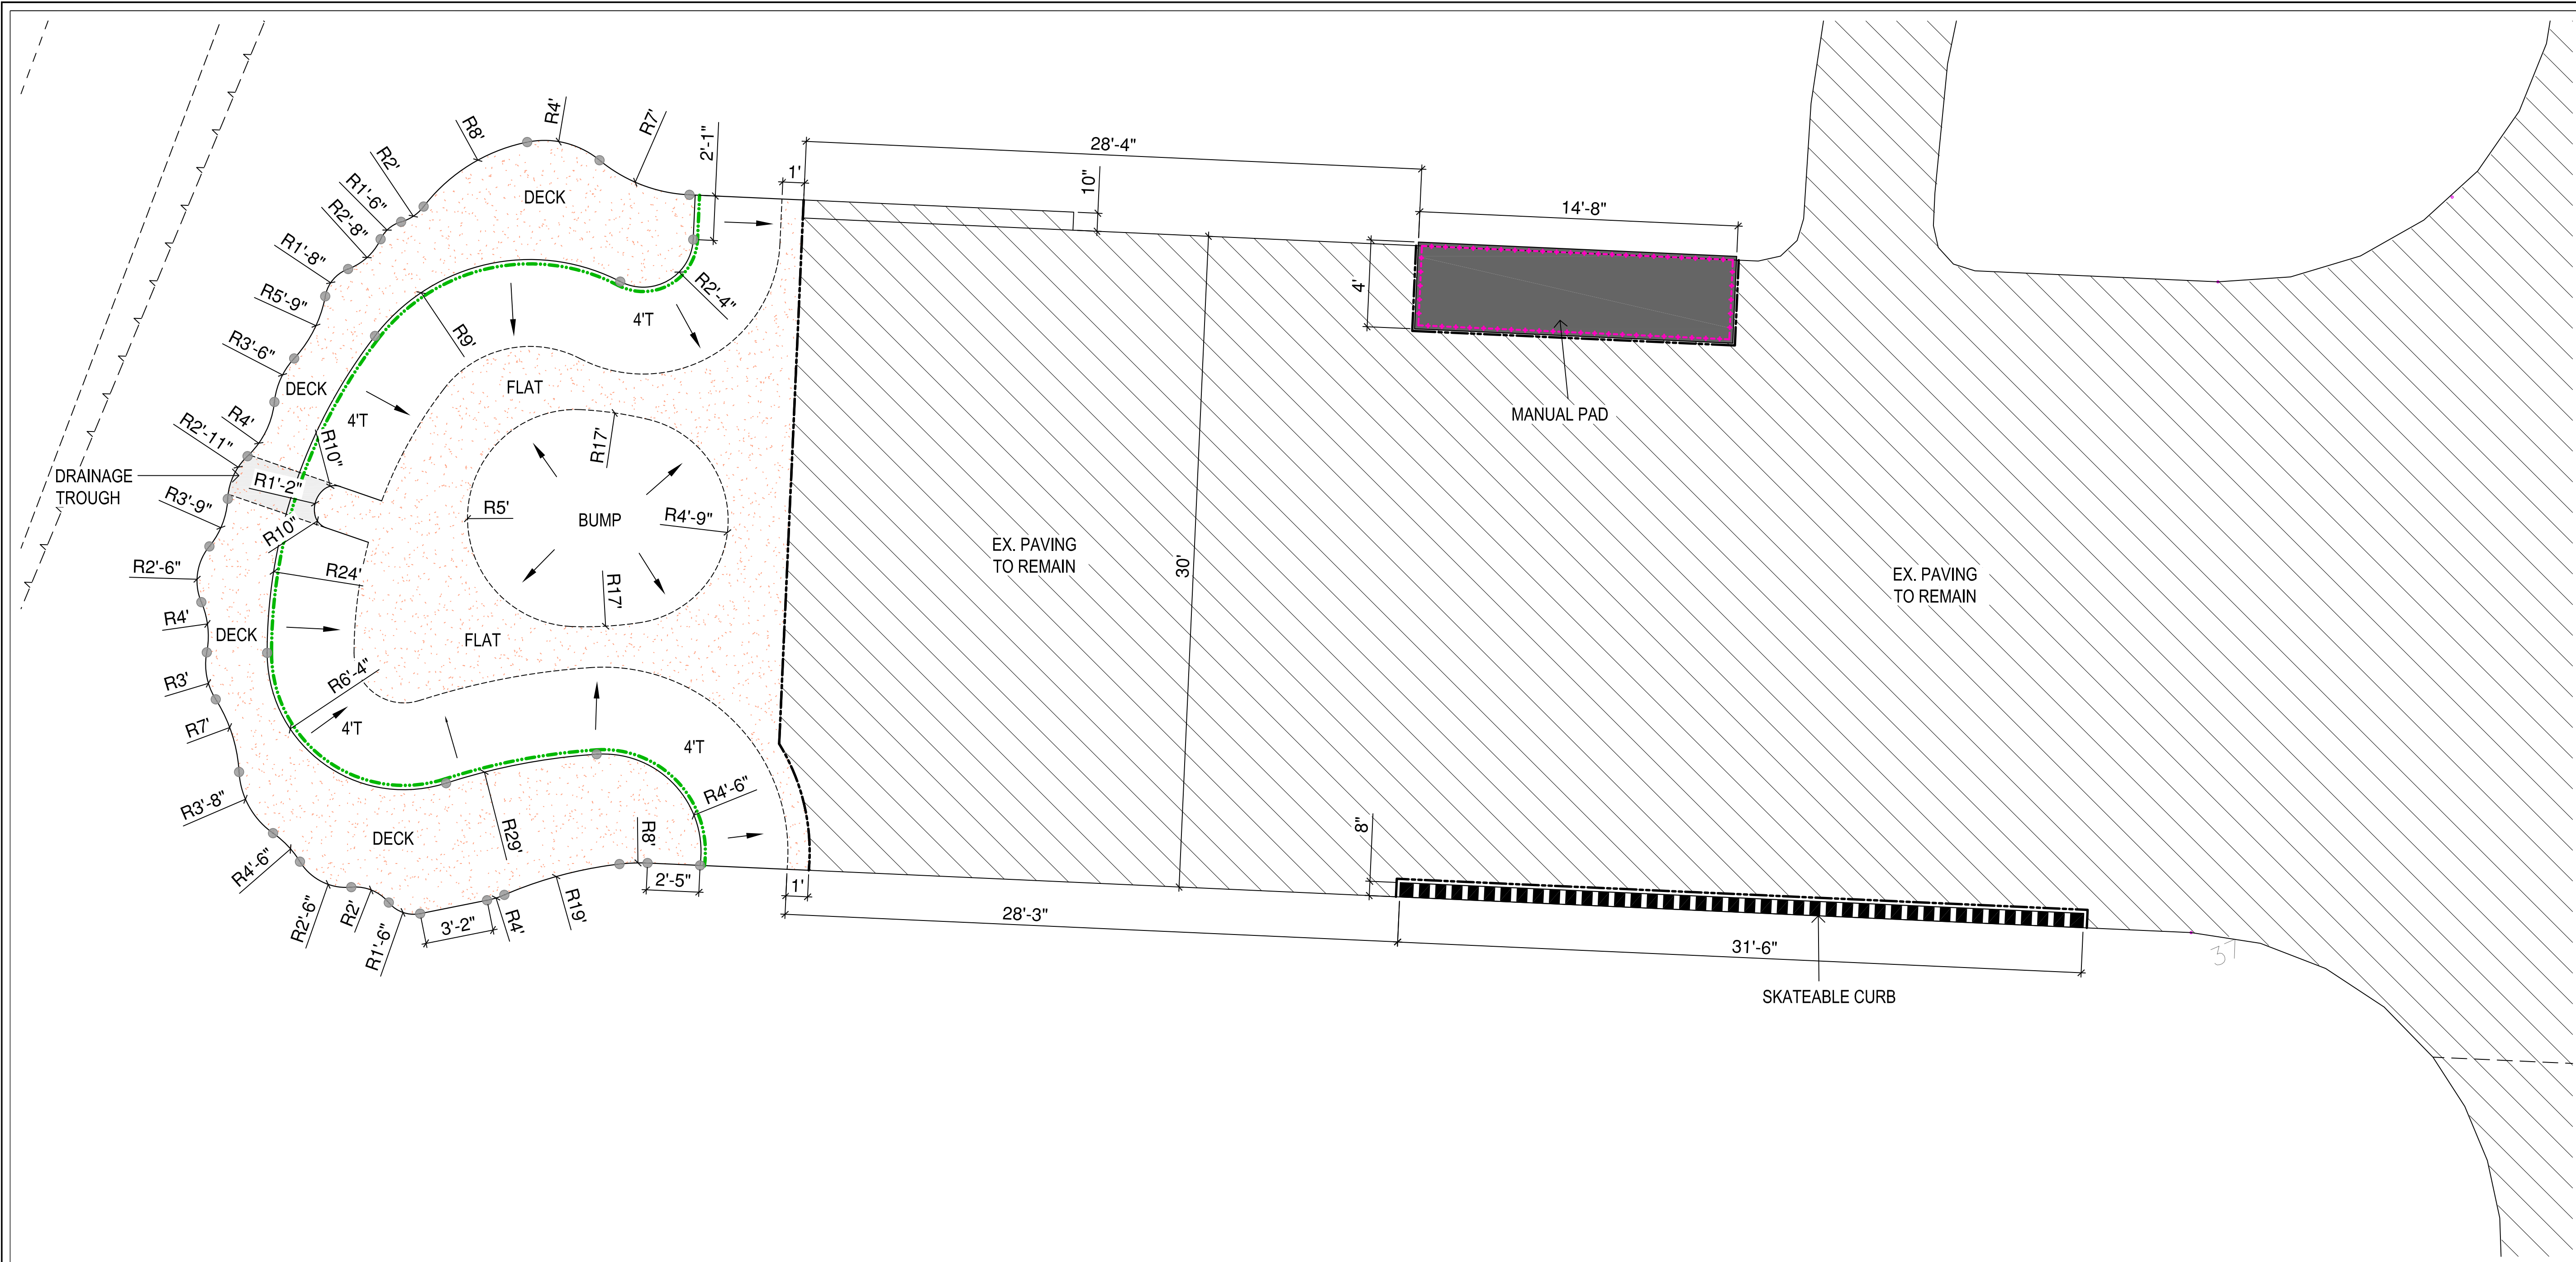 R4'
R7'
R8'
2'-1"
R2'
28'-4"
1'
10"
R1'-6"
DECK
R2'-8"
14'-8"
R1'-8"
4'
R2'-4"
R5'-9"
4'T
R9'
R3'-6"
DECK
FLAT
MANUAL PAD
4'T
R4'
R2'-11"
R10"
R17'
DRAINAGE
TROUGH
R1'-2"
R3'-9"
R5'
BUMP
R4'-9"
R10"
EX. PAVING
TO REMAIN
30'
EX. PAVING
TO REMAIN
R2'-6"
R24'
R17'
R4'
DECK
FLAT
R3'
R6'-4"
R7'
4'T
4'T
R4'-6"
R3'-8"
DECK
R29'
R8'
8"
R4'-6"
2'-5"
1'
R2'-6"
R2'
R1'-6"
3'-2"
R4'
R19'
28'-3"
31'-6"
37
SKATEABLE CURB